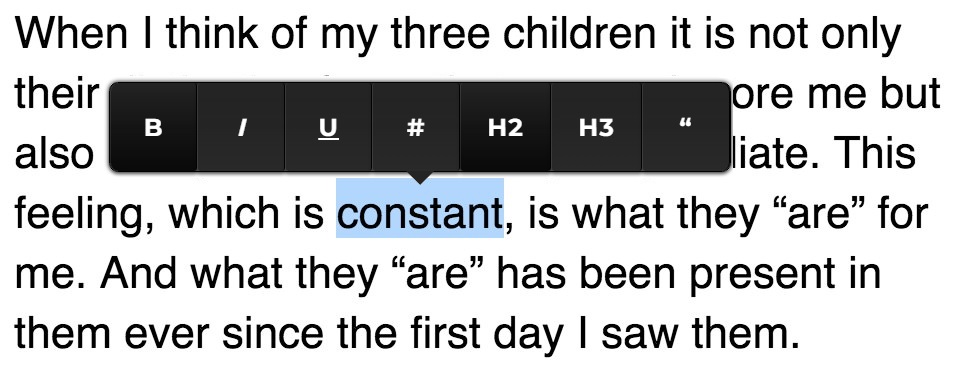 When I think of my three children it is not only
their me but
B I U # H2 H3 “
also This
feeling, which is constant, is what they “are” for
me. And what they “are” has been present in
them ever since the first day I saw them.